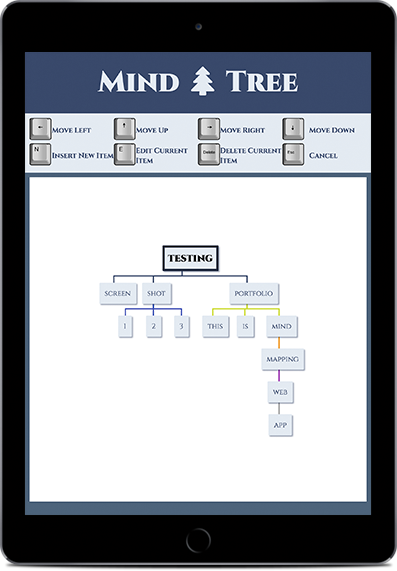 MIND TREE
← MOVE LEFT ↑ MOVE UP → MOVE RIGHT ↓ MOVE DOWN
N INSERT NEW ITEM E EDIT CURRENT ITEM Delete DELETE CURRENT ITEM Esc CANCEL
TESTING
SCREEN SHOT PORTFOLIO
1 2 3 THIS IS MIND
MAPPING
WEB
APP